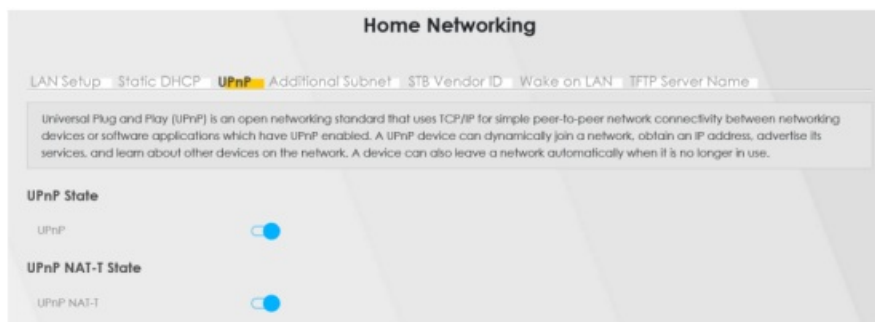 Home Networking
LAN Setup Static DHCP UPnP Additional Subnet STB Vendor ID Wake on LAN TFTP Server Name
Universal Plug and Play (UPnP) is an open networking standard that uses TCP/IP for simple peer-to-peer network connectivity between networking
devices or software applications which have UPnP enabled. A UPnP device can dynamically join a network, obtain an IP address, advertise its
services, and learn about other devices on the network. A device can also leave a network automatically when it is no longer in use.
UPnP State
UPnP
UPnP NAT-T State
UPnP NAT-T